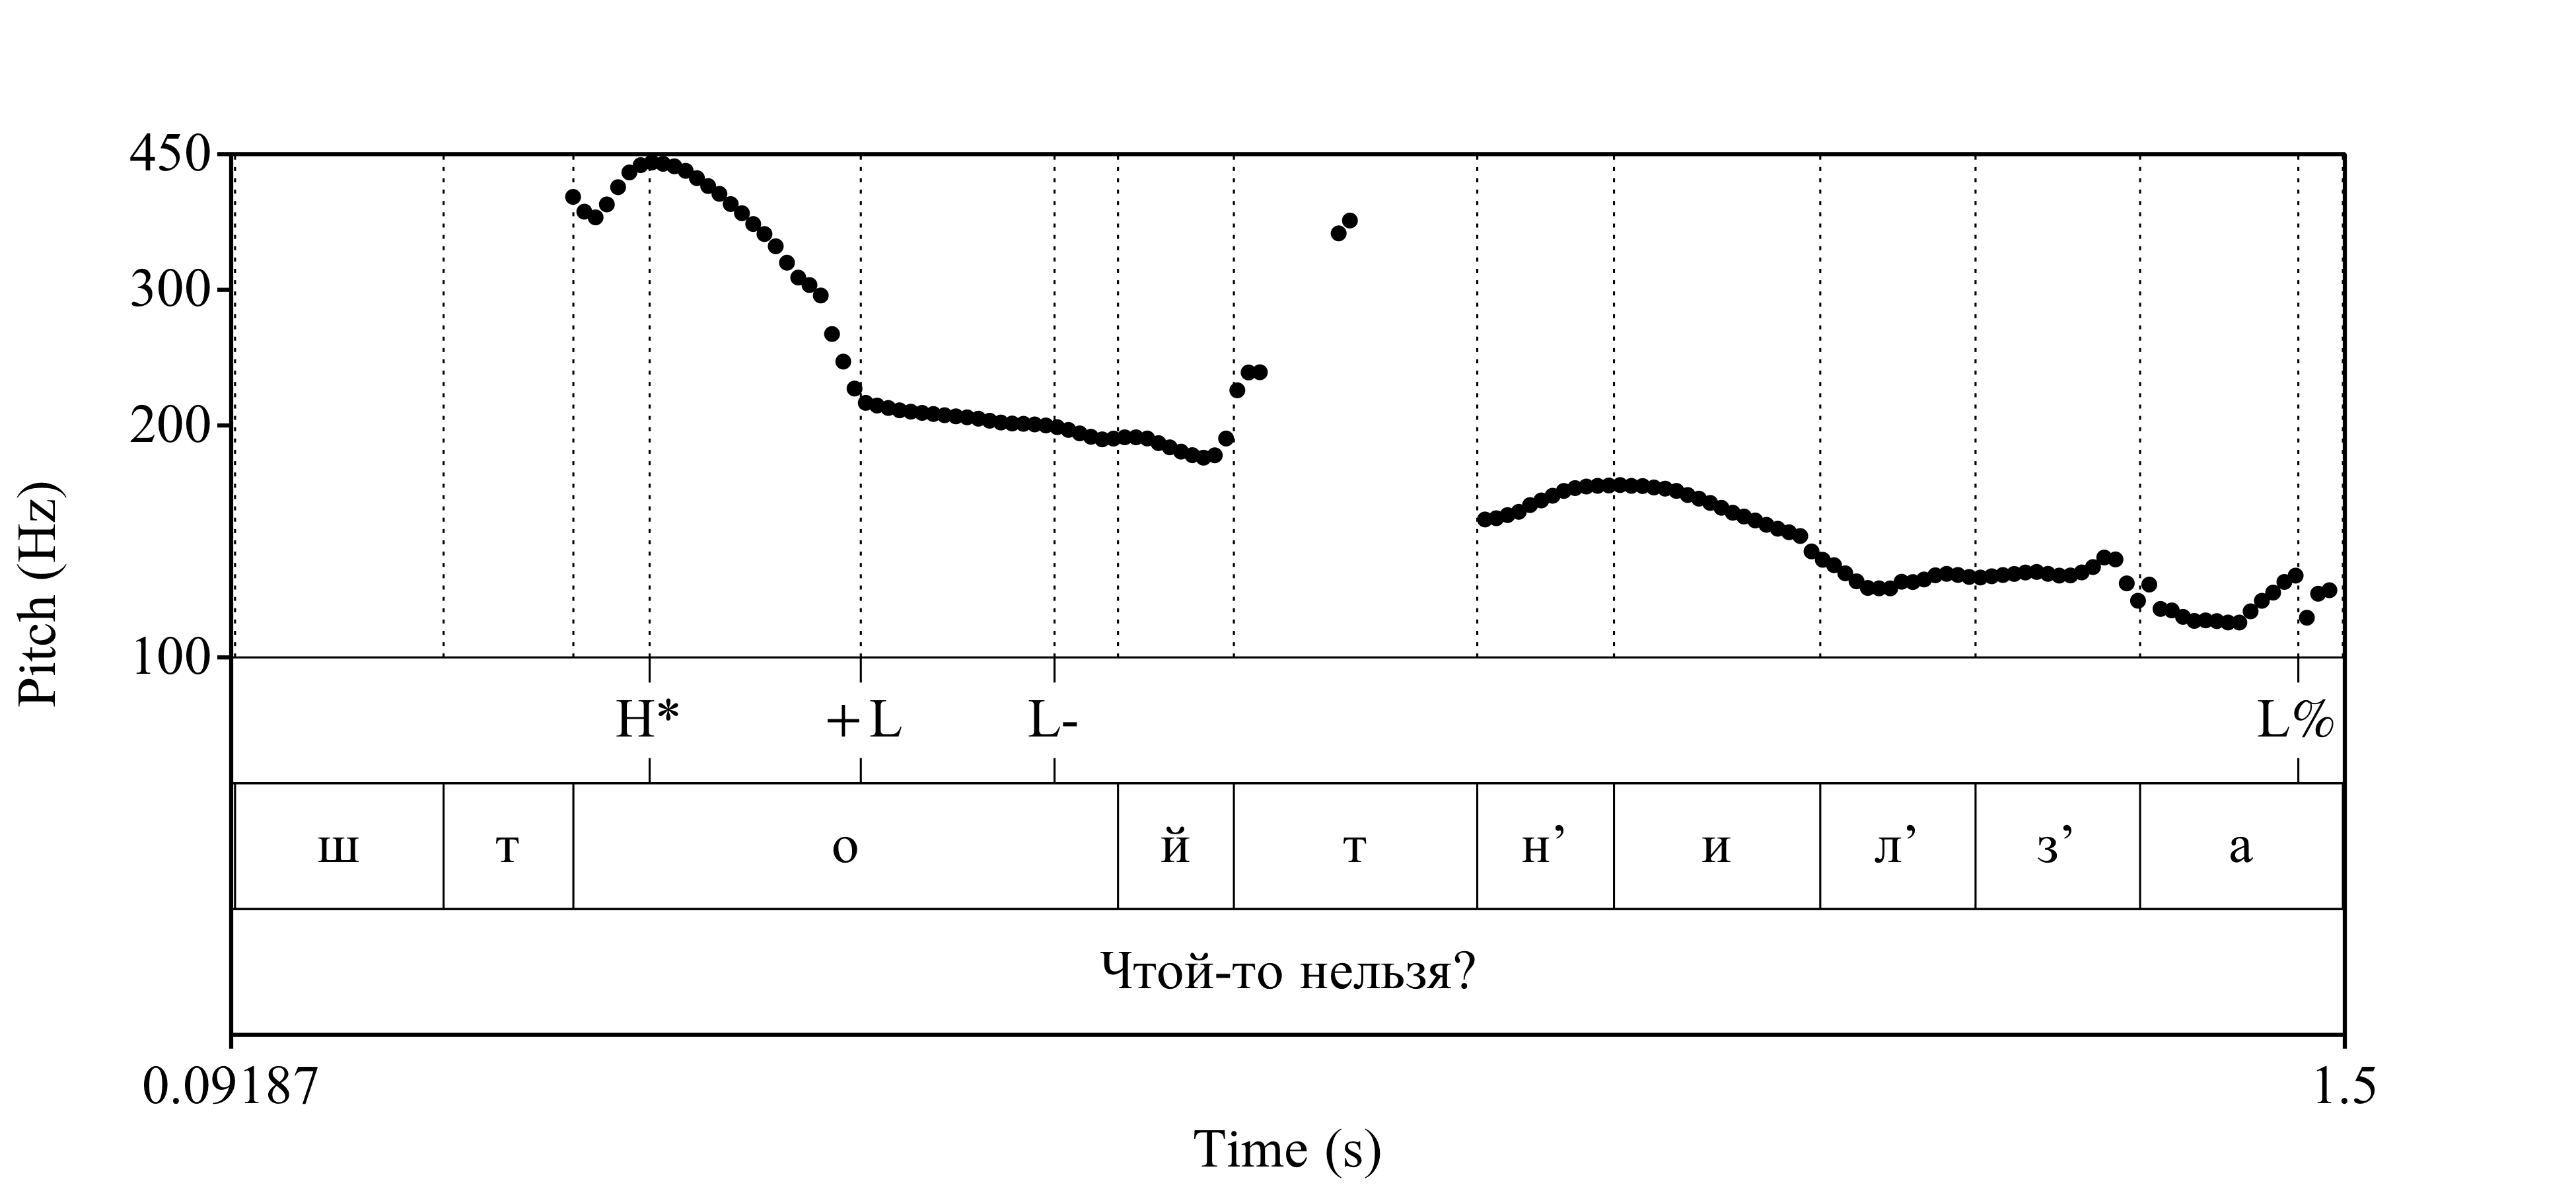 450
300
200
100
Pitch (Hz)
H* +L L- L%
ш т о й т н’ и л’ з’ а
Чтой-то нельзя?
0.09187 1.5
Time (s)